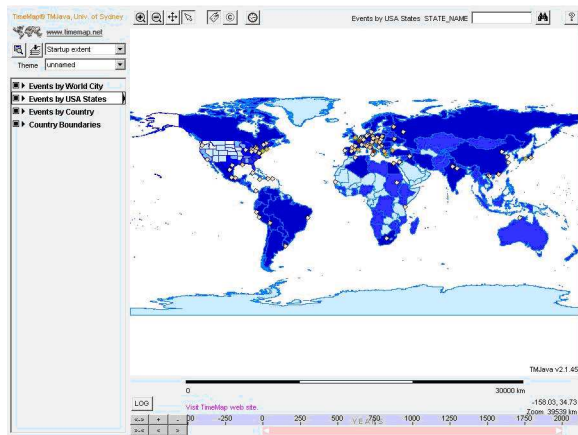 TimeMap® TMJava, Univ. of Sydney
www.timemap.net
Startup extent
Theme unnamed
Events by World City
Events by USA States
Events by Country
Country Boundaries
Events by USA States STATE_NAME
?
TMJava v2.1.45
0 30000 km
LOG
Visit TimeMap web site.
-158.03, 34.73
Zoom 39539 km
<-> + -
>-< < >
00 -250 0 250 500 750 1000 1250 1500 1750 2000
YEARS